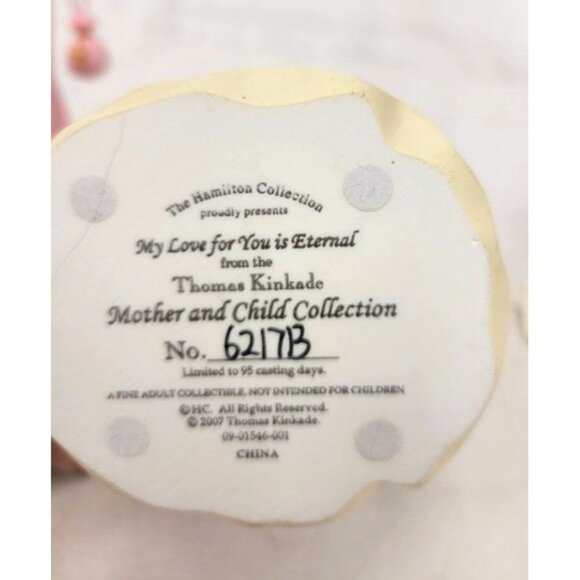 The Hamilton Collection
proudly presents
My Love for You is Eternal
from the
Thomas Kinkade
Mother and Child Collection
No. 6217B
Limited to 95 casting days.
A FINE ADULT COLLECTIBLE, NOT INTENDED FOR CHILDREN
©HC. All Rights Reserved.
© 2007 Thomas Kinkade.
09-01546-001
CHINA